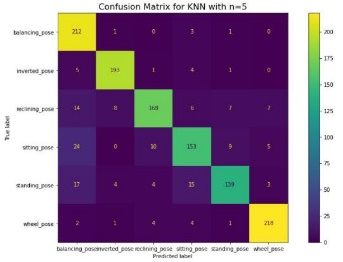 Confusion Matrix for KNN with n=5
balancing_pose 212 1 0 3 1 0
inverted_pose 5 193 1 4 1 0
reclining_pose 14 8 168 6 7 7
sitting_pose 24 0 10 153 9 5
standing_pose 17 4 4 15 139 3
wheel_pose 2 1 4 4 1 218
balancing_pose inverted_pose reclining_pose sitting_pose standing_pose wheel_pose
Predicted label
True label
200
175
150
125
100
75
50
25
0